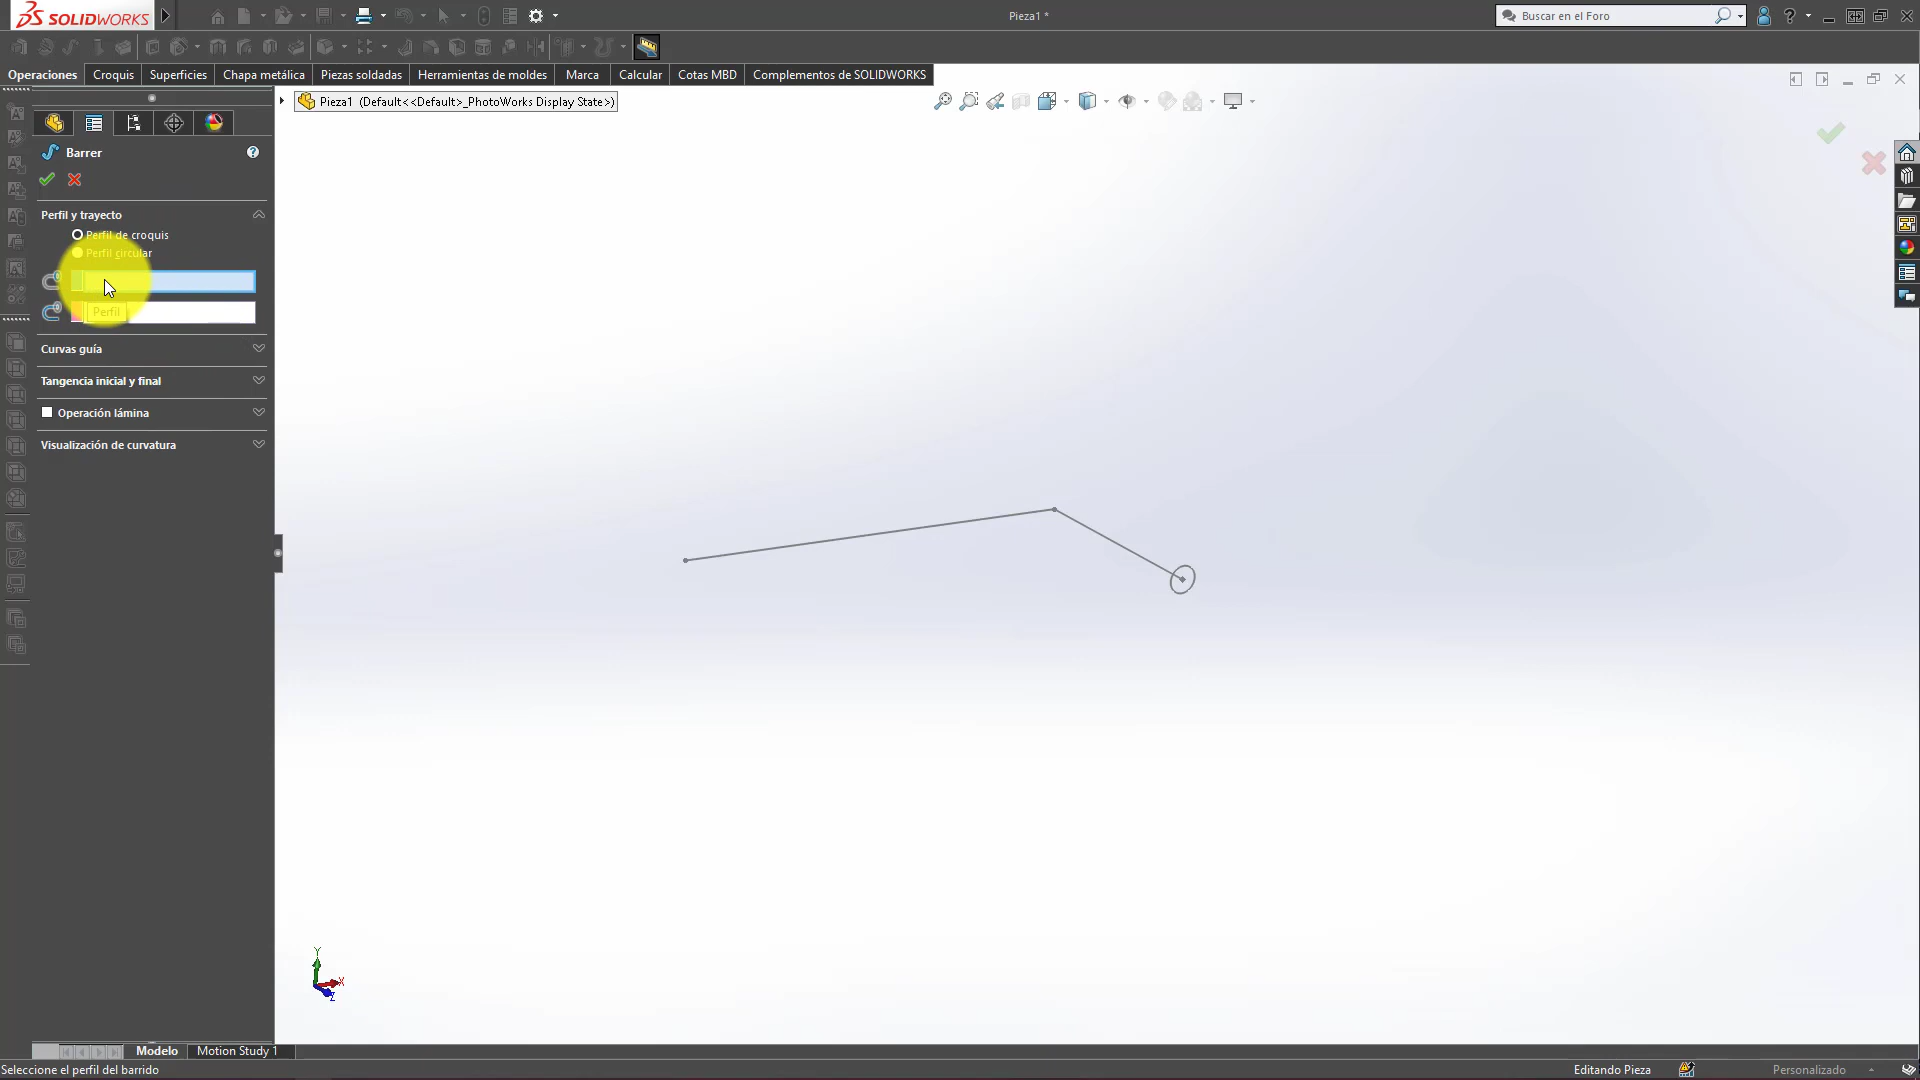 SOLIDWORKS
Pieza1 *
Buscar en el Foro
Operaciones
Croquis
Superficies
Chapa metálica
Piezas soldadas
Herramientas de moldes
Marca
Calcular
Cotas MBD
Complementos de SOLIDWORKS
Pieza1 (Default<<Default>_PhotoWorks Display State>)
Barrer
Perfil y trayecto
Perfil de croquis
Perfil circular
Perfil
Curvas guía
Tangencia inicial y final
Operación lámina
Visualización de curvatura
Y
X
Z
Modelo
Motion Study 1
Seleccione el perfil del barrido
Editando Pieza
Personalizado